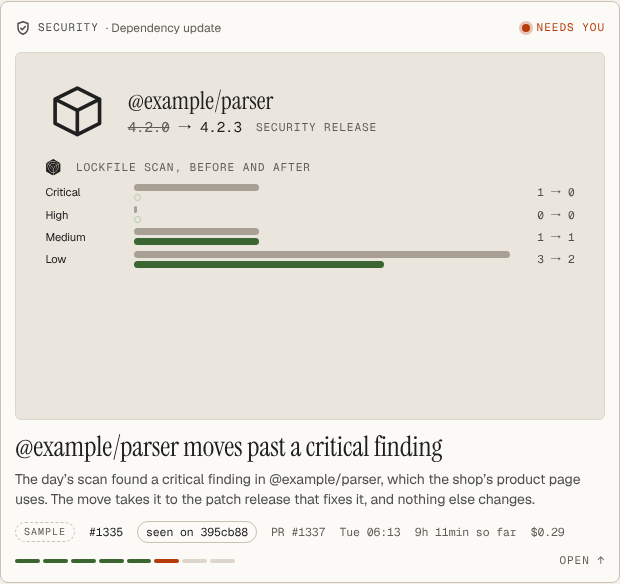 SECURITY · Dependency update
NEEDS YOU
@example/parser
4.2.0 → 4.2.3 SECURITY RELEASE
LOCKFILE SCAN, BEFORE AND AFTER
Critical 1 → 0
High 0 → 0
Medium 1 → 1
Low 3 → 2
@example/parser moves past a critical finding
The day’s scan found a critical finding in @example/parser, which the shop’s product page
uses. The move takes it to the patch release that fixes it, and nothing else changes.
SAMPLE #1335 seen on 395cb88 PR #1337 Tue 06:13 9h 11min so far $0.29
OPEN ↑